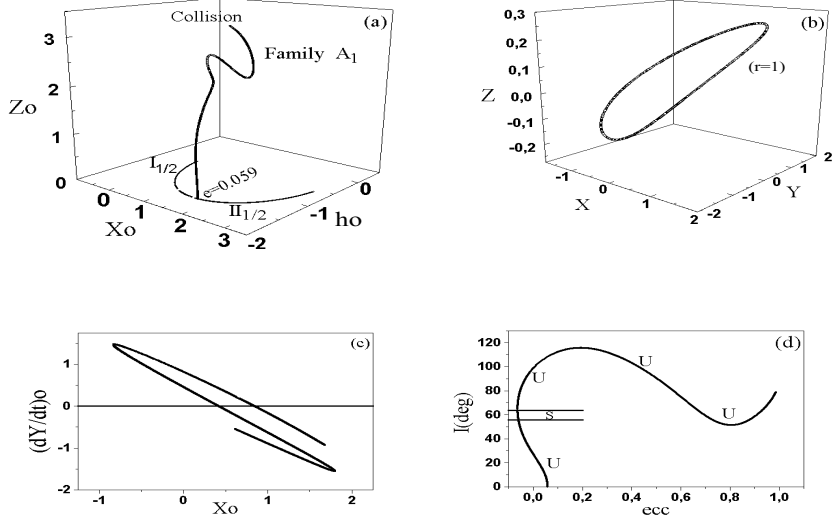 (a)
Collision
Family A1
3
2
1
0
Zo
I1/2
e=0.059
II1/2
0
1
2
3
Xo
-2
-1
0
ho
(b)
0,3
0,2
0,1
0,0
-0,1
-0,2
Z
(r=1)
-1
0
1
2
X
-2
-1
0
1
2
Y
(c)
1
0
-1
-2
(dY/dt)o
-1
0
1
2
Xo
(d)
120
100
80
60
40
20
0
I(deg)
U
U
U
S
U
0,0
0,2
0,4
0,6
0,8
1,0
ecc